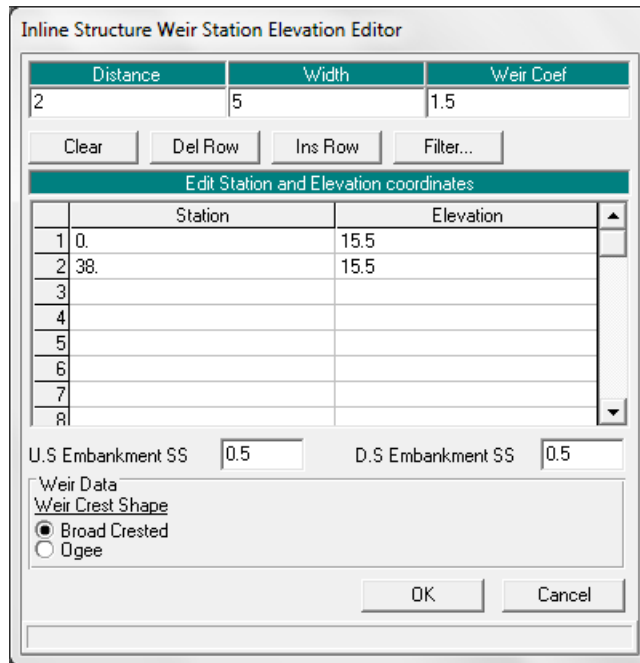 Inline Structure Weir Station Elevation Editor
Distance Width Weir Coef
2 5 1.5
Clear Del Row Ins Row Filter...
Edit Station and Elevation coordinates
Station Elevation
1 0. 15.5
2 38. 15.5
3
4
5
6
7
8
U.S Embankment SS 0.5 D.S Embankment SS 0.5
Weir Data
Weir Crest Shape
Broad Crested
Ogee
OK Cancel